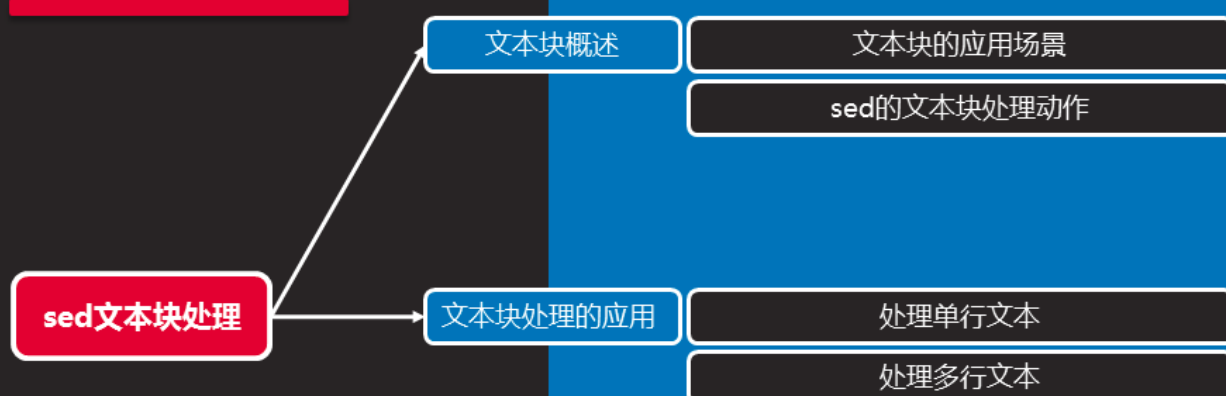 文本块概述
文本块的应用场景
sed的文本块处理动作
sed文本块处理
文本块处理的应用
处理单行文本
处理多行文本